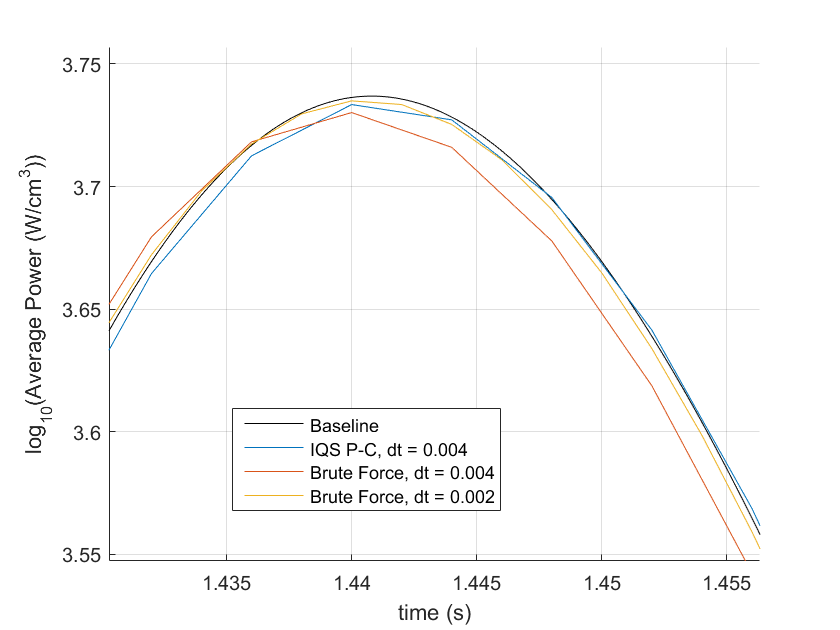 3.75
3.7
3.65
3.6
3.55
log10(Average Power (W/cm3))
Baseline
IQS P-C, dt = 0.004
Brute Force, dt = 0.004
Brute Force, dt = 0.002
1.435
1.44
1.445
1.45
1.455
time (s)